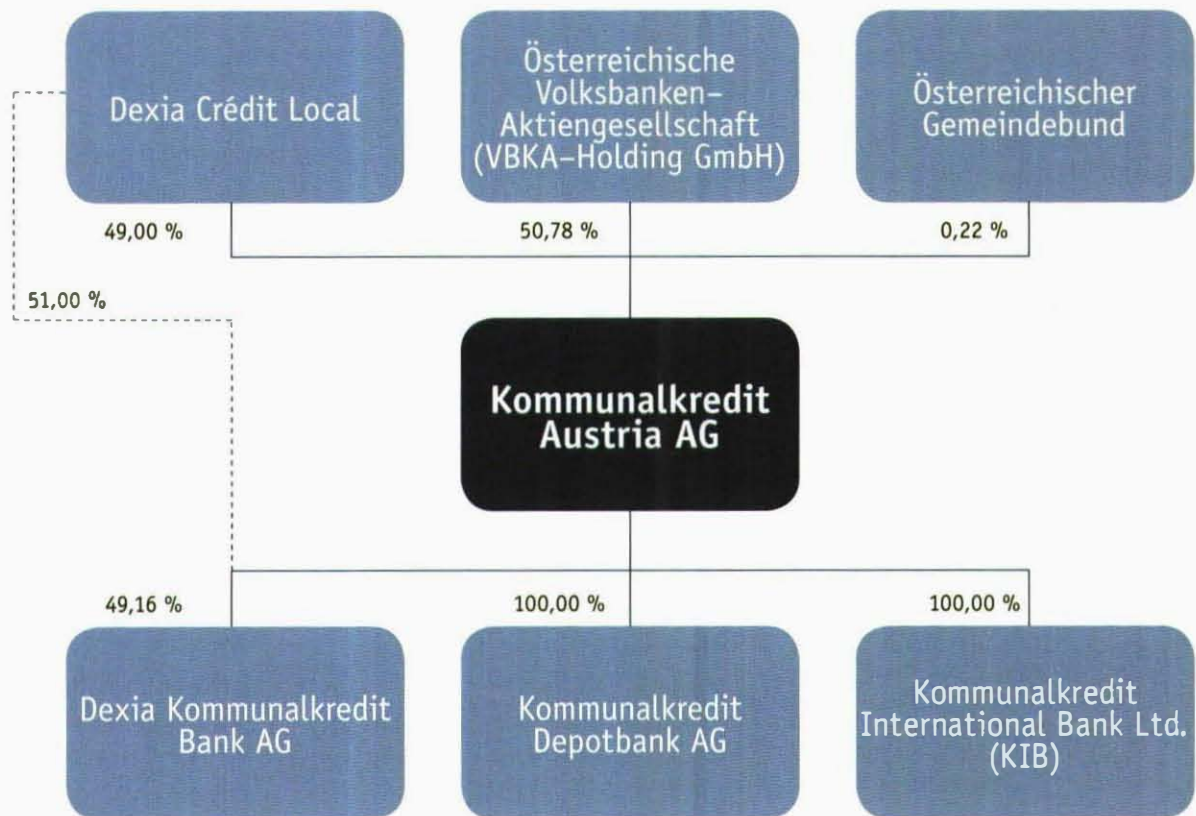 Dexia Crédit Local
Österreichische
Volksbanken–
Aktiengesellschaft
(VBKA–Holding GmbH)
Österreichischer
Gemeindebund
49,00 %
50,78 %
0,22 %
51,00 %
Kommunalkredit
Austria AG
49,16 %
100,00 %
100,00 %
Dexia Kommunalkredit
Bank AG
Kommunalkredit
Depotbank AG
Kommunalkredit
International Bank Ltd.
(KIB)